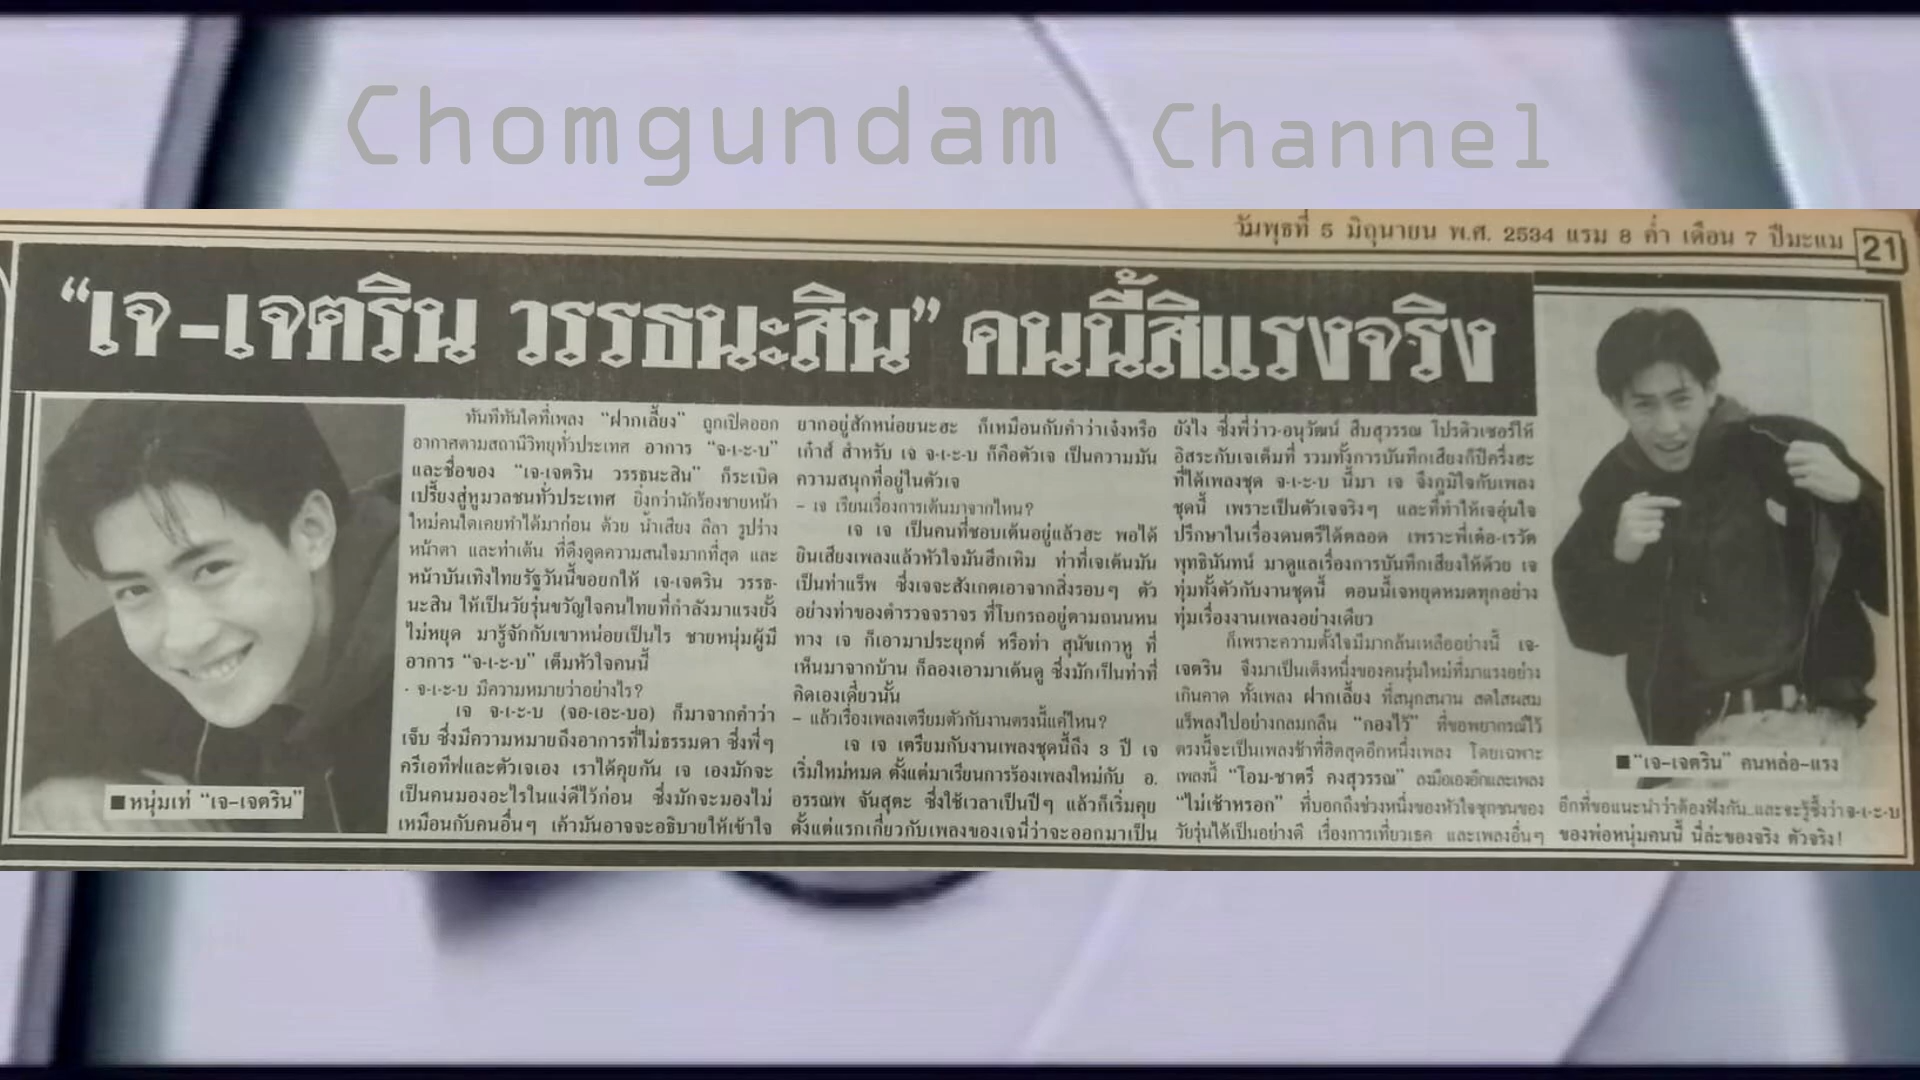 Chomgundam Channel
วันพุธที่ 5 มิถุนายน พ.ศ. 2534 แรม 8 ค่ำ เดือน 7 ปีมะแม 21
“เจ-เจตริน วรรธนะสิน” คนนี้สิแรงจริง
ทันทีทันใดที่เพลง “ฝากเลี้ยง” ถูกเปิดออก
อากาศตามสถานีวิทยุทั่วประเทศ อาการ “จ-เ-ะ-บ”
และชื่อของ “เจ-เจตริน วรรธนะสิน” ก็ระเบิด
เปรี้ยงสู่หูมวลชนทั่วประเทศ ยิ่งกว่านักร้องชายหน้า
ใหม่คนใดเคยทำได้มาก่อน ด้วย น้ำเสียง ลีลา รูปร่าง
หน้าตา และท่าเต้น ที่ดึงดูดความสนใจมากที่สุด และ
หน้าบันเทิงไทยรัฐวันนี้ขอยกให้ เจ-เจตริน วรรธ-
นะสิน ให้เป็นวัยรุ่นขวัญใจคนไทยที่กำลังมาแรงยั้ง
ไม่หยุด มารู้จักกับเขาหน่อยเป็นไร ชายหนุ่มผู้มี
อาการ “จ-เ-ะ-บ” เต็มหัวใจคนนี้
- จ-เ-ะ-บ มีความหมายว่าอย่างไร?
เจ จ-เ-ะ-บ (จอ-เอะ-บอ) ก็มาจากคำว่า
เจ็บ ซึ่งมีความหมายถึงอาการที่ไม่ธรรมดา ซึ่งพี่ๆ
ครีเอทีฟและตัวเจเอง เราได้คุยกัน เจ เองมักจะ
เป็นคนมองอะไรในแง่ดีไว้ก่อน ซึ่งมักจะมองไม่
เหมือนกับคนอื่นๆ เค้ามันอาจจะอธิบายให้เข้าใจ
■ หนุ่มเท่ “เจ-เจตริน”
ยากอยู่สักหน่อยนะฮะ ก็เหมือนกับคำว่าเจ๋งหรือ
เก๋าส์ สำหรับ เจ จ-เ-ะ-บ ก็คือตัวเจ เป็นความมัน
ความสนุกที่อยู่ในตัวเจ
- เจ เรียนเรื่องการเต้นมาจากไหน?
เจ เจ เป็นคนที่ชอบเต้นอยู่แล้วฮะ พอได้
ยินเสียงเพลงแล้วหัวใจมันฮึกเหิม ท่าที่เจเต้นมัน
เป็นท่าแร็พ ซึ่งเจจะสังเกตเอาจากสิ่งรอบๆ ตัว
อย่างท่าของตำรวจจราจร ที่โบกรถอยู่ตามถนนหน
ทาง เจ ก็เอามาประยุกต์ หรือท่า สุนัขเกาหู ที่
เห็นมาจากบ้าน ก็ลองเอามาเต้นดู ซึ่งมักเป็นท่าที่
คิดเองเดี๋ยวนั้น
- แล้วเรื่องเพลงเตรียมตัวกับงานตรงนี้แค่ไหน?
เจ เจ เตรียมกับงานเพลงชุดนี้ถึง 3 ปี เจ
เริ่มใหม่หมด ตั้งแต่มาเรียนการร้องเพลงใหม่กับ อ.
อรรณพ จันสุตะ ซึ่งใช้เวลาเป็นปีๆ แล้วก็เริ่มคุย
ตั้งแต่แรกเกี่ยวกับเพลงของเจนี่ว่าจะออกมาเป็น
ยังไง ซึ่งพี่ว่าว-อนุวัฒน์ สืบสุวรรณ โปรดิวเซอร์ให้
อิสระกับเจเต็มที่ รวมทั้งการบันทึกเสียงก็ปีครึ่งฮะ
ที่ได้เพลงชุด จ-เ-ะ-บ นี้มา เจ จึงภูมิใจกับเพลง
ชุดนี้ เพราะเป็นตัวเจจริงๆ และที่ทำให้เจอุ่นใจ
ปรึกษาในเรื่องดนตรีได้ตลอด เพราะพี่เต๋อ-เรวัต
พุทธินันทน์ มาดูแลเรื่องการบันทึกเสียงให้ด้วย เจ
ทุ่มทั้งตัวกับงานชุดนี้ ตอนนี้เจหยุดหมดทุกอย่าง
ทุ่มเรื่องงานเพลงอย่างเดียว
ก็เพราะความตั้งใจมีมากล้นเหลืออย่างนี้ เจ-
เจตริน จึงมาเป็นเต็งหนึ่งของคนรุ่นใหม่ที่มาแรงอย่าง
เกินคาด ทั้งเพลง ฝากเลี้ยง ที่สนุกสนาน สดใสผสม
แร็พลงไปอย่างกลมกลืน “กองไว้” ที่ขอพยากรณ์ไว้
ตรงนี้จะเป็นเพลงช้าที่ฮิตสุดอีกหนึ่งเพลง โดยเฉพาะ
เพลงนี้ “โอม-ชาตรี คงสุวรรณ” ลงมือเองอีกและเพลง
“ไม่เช้าหรอก” ที่บอกถึงช่วงหนึ่งของหัวใจซุกซนของ
วัยรุ่นได้เป็นอย่างดี เรื่องการเที่ยวเธค และเพลงอื่นๆ
■ “เจ-เจตริน” คนหล่อ-แรง
อีกที่ขอแนะนำว่าต้องฟังกัน..และจะรู้ซึ้งว่าจ-เ-ะ-บ
ของพ่อหนุ่มคนนี้ นี่ล่ะของจริง ตัวจริง!